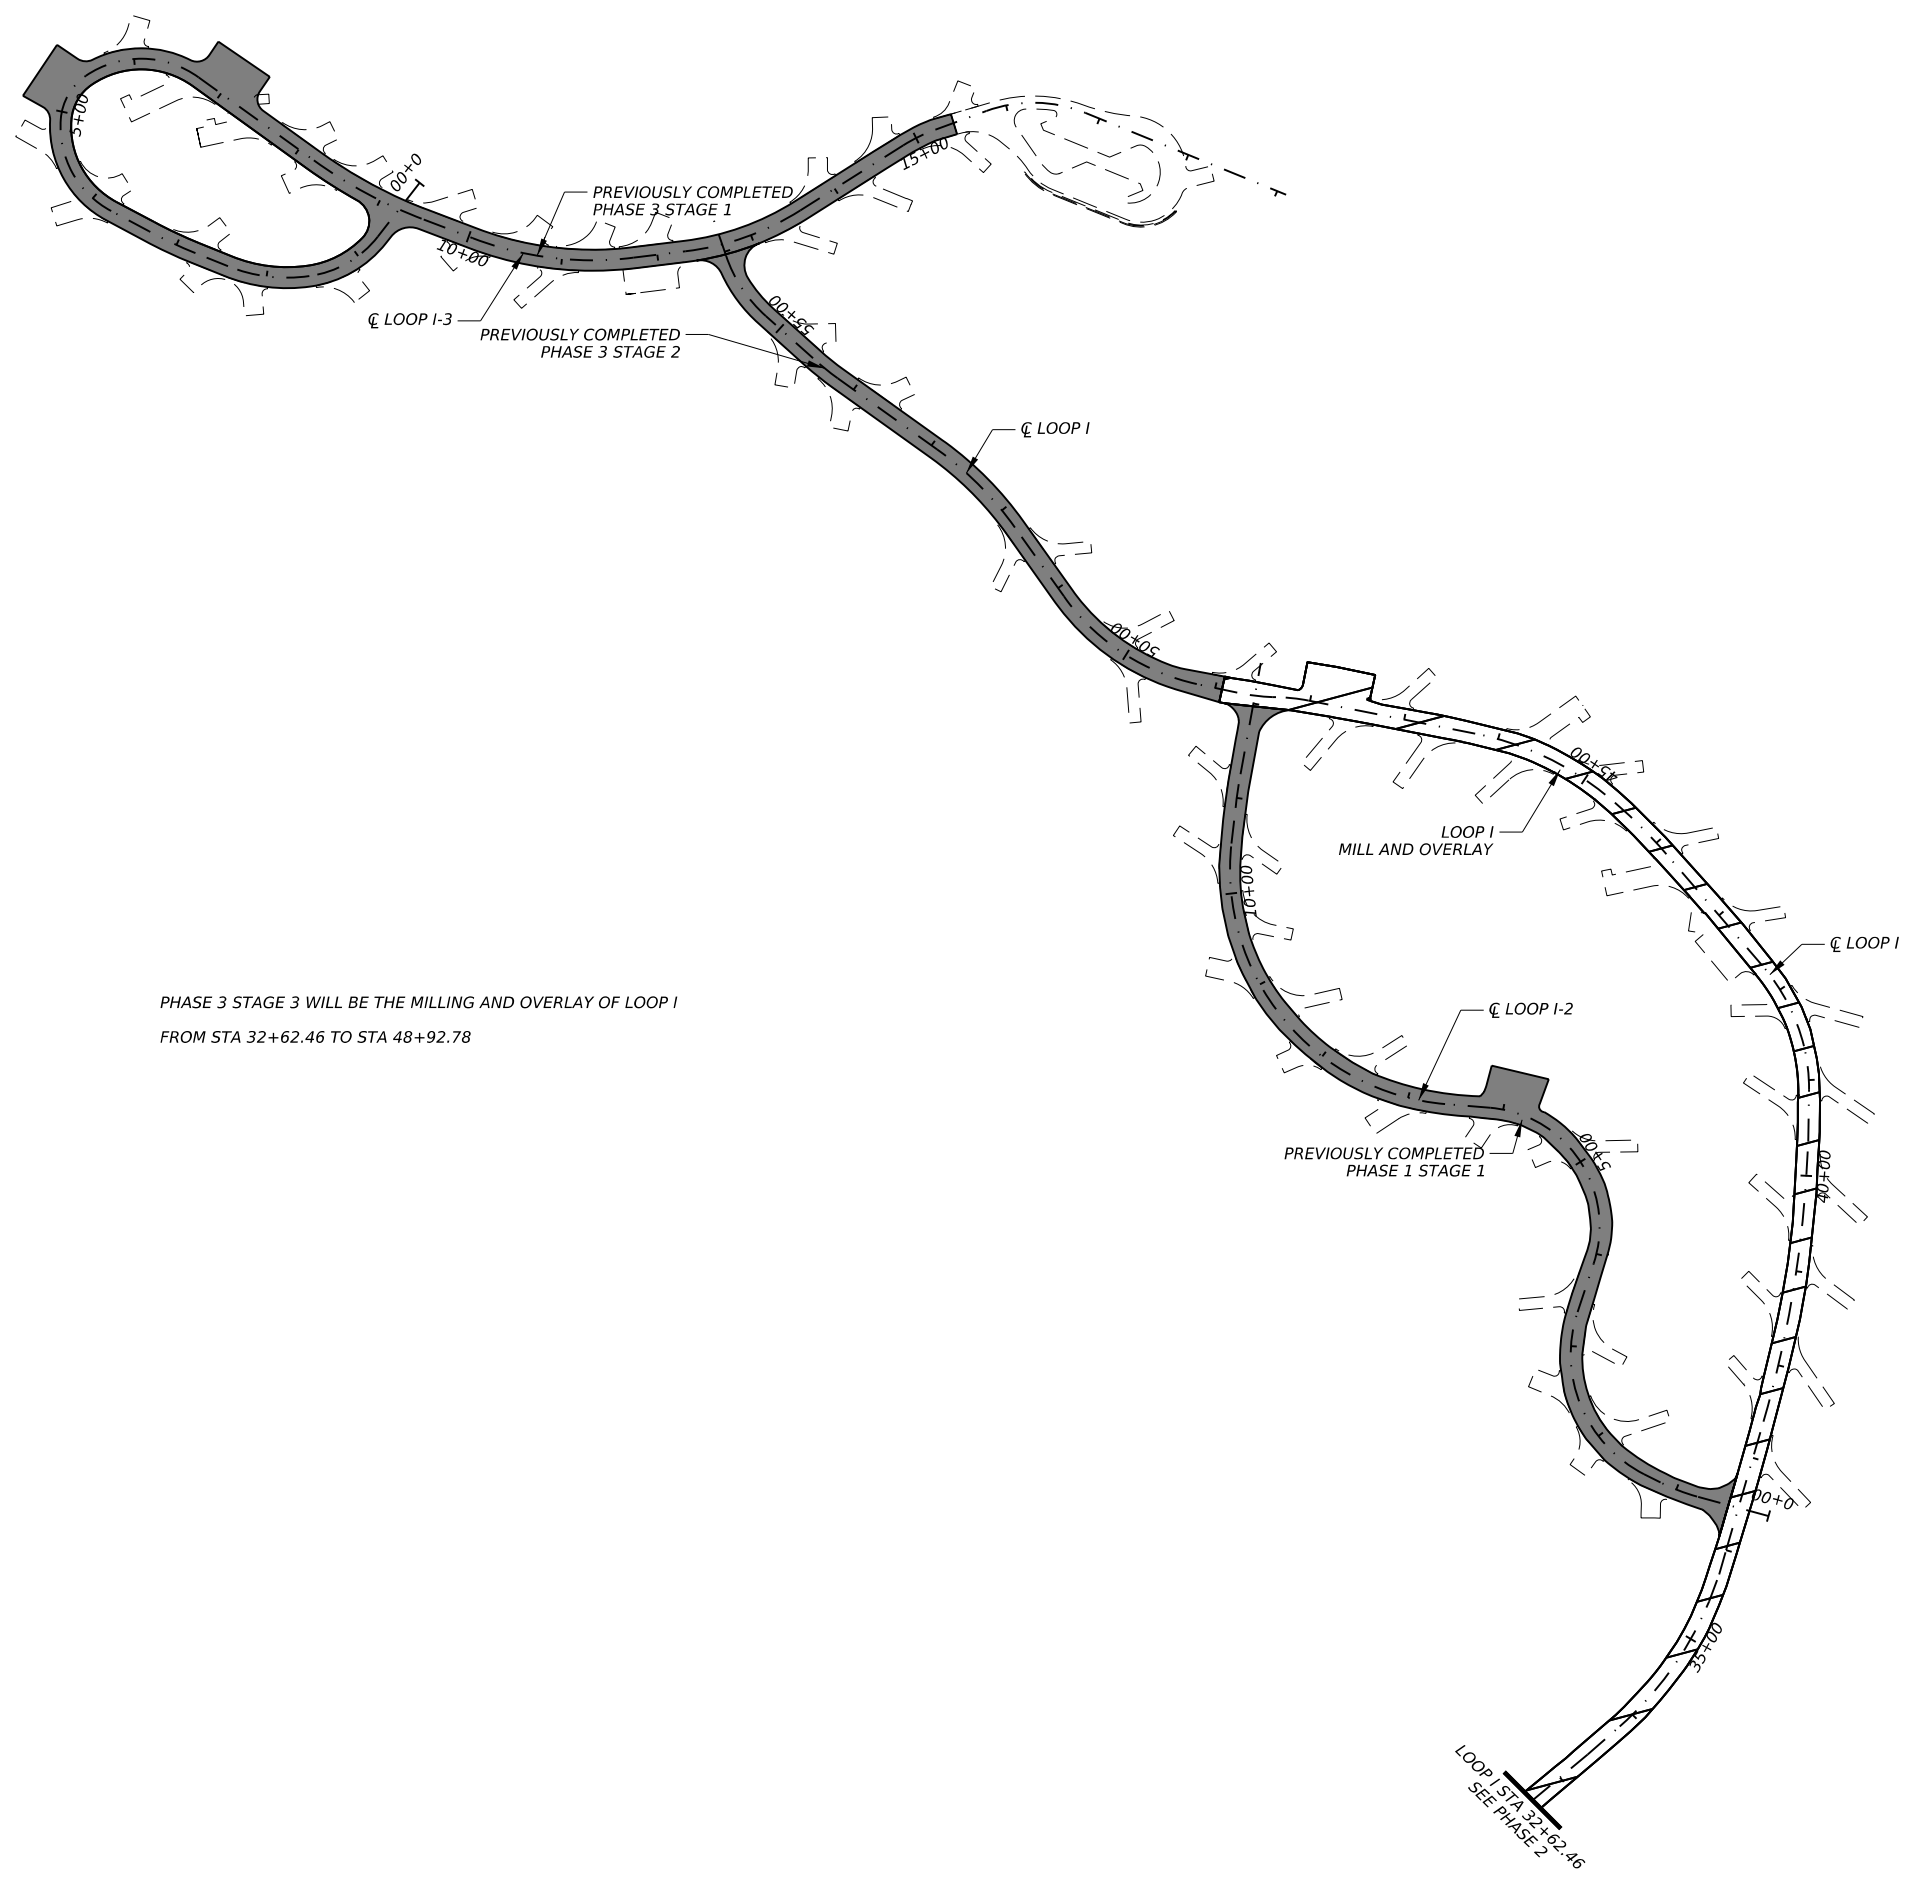 5+00
0+00
PREVIOUSLY COMPLETED
PHASE 3 STAGE 1
15+00
10+00
℄ LOOP I-3
PREVIOUSLY COMPLETED
PHASE 3 STAGE 2
55+00
℄ LOOP I
50+00
45+00
LOOP I
MILL AND OVERLAY
10+00
℄ LOOP I
PHASE 3 STAGE 3 WILL BE THE MILLING AND OVERLAY OF LOOP I
FROM STA 32+62.46 TO STA 48+92.78
℄ LOOP I-2
PREVIOUSLY COMPLETED
PHASE 1 STAGE 1
5+00
40+00
0+00
35+00
LOOP I STA 32+62.46
SEE PHASE 2